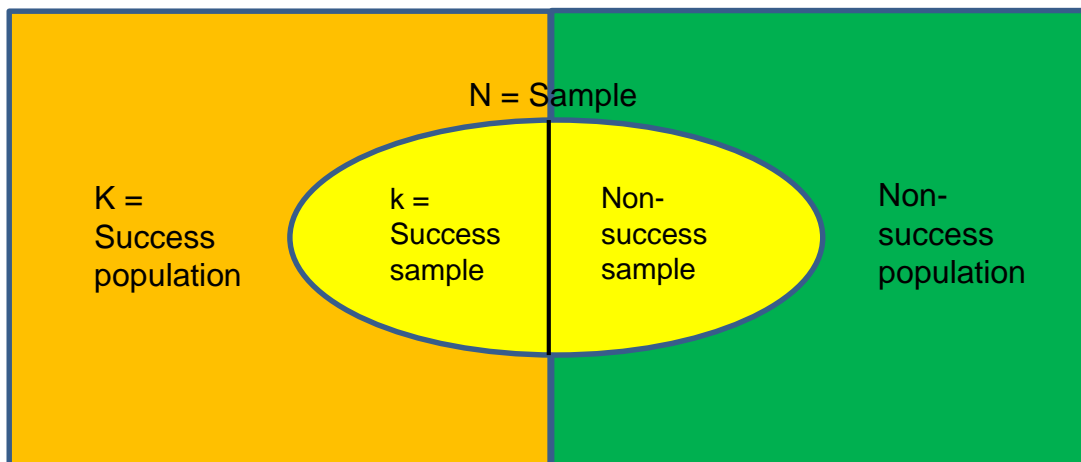 N = Sample
K =
Success
population
k =
Success
sample
Non-
success
sample
Non-
success
population